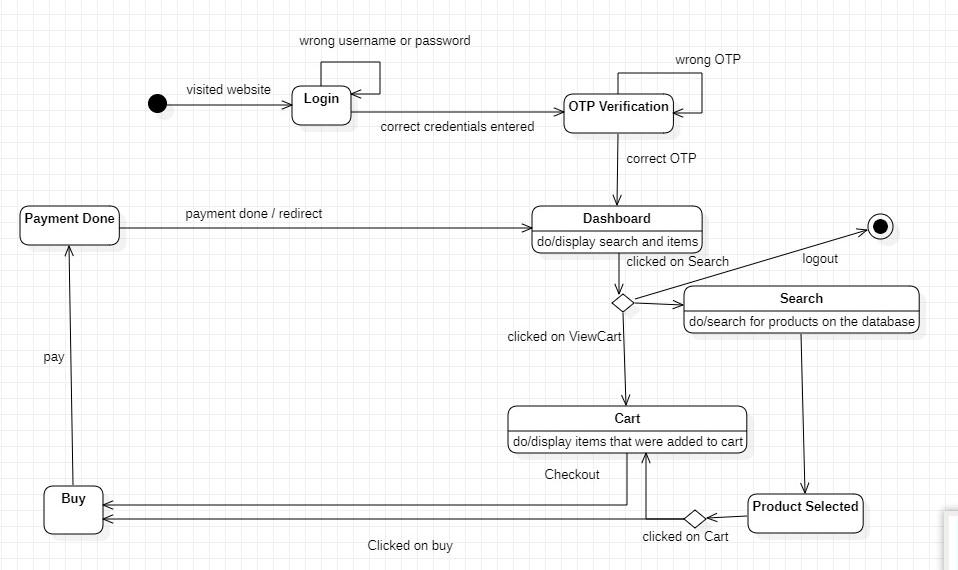 wrong username or password
wrong OTP
visited website
Login
OTP Verification
correct credentials entered
correct OTP
Payment Done
payment done / redirect
Dashboard
do/display search and items
clicked on Search
logout
Search
do/search for products on the database
clicked on ViewCart
pay
Cart
do/display items that were added to cart
Checkout
Buy
Product Selected
clicked on Cart
Clicked on buy